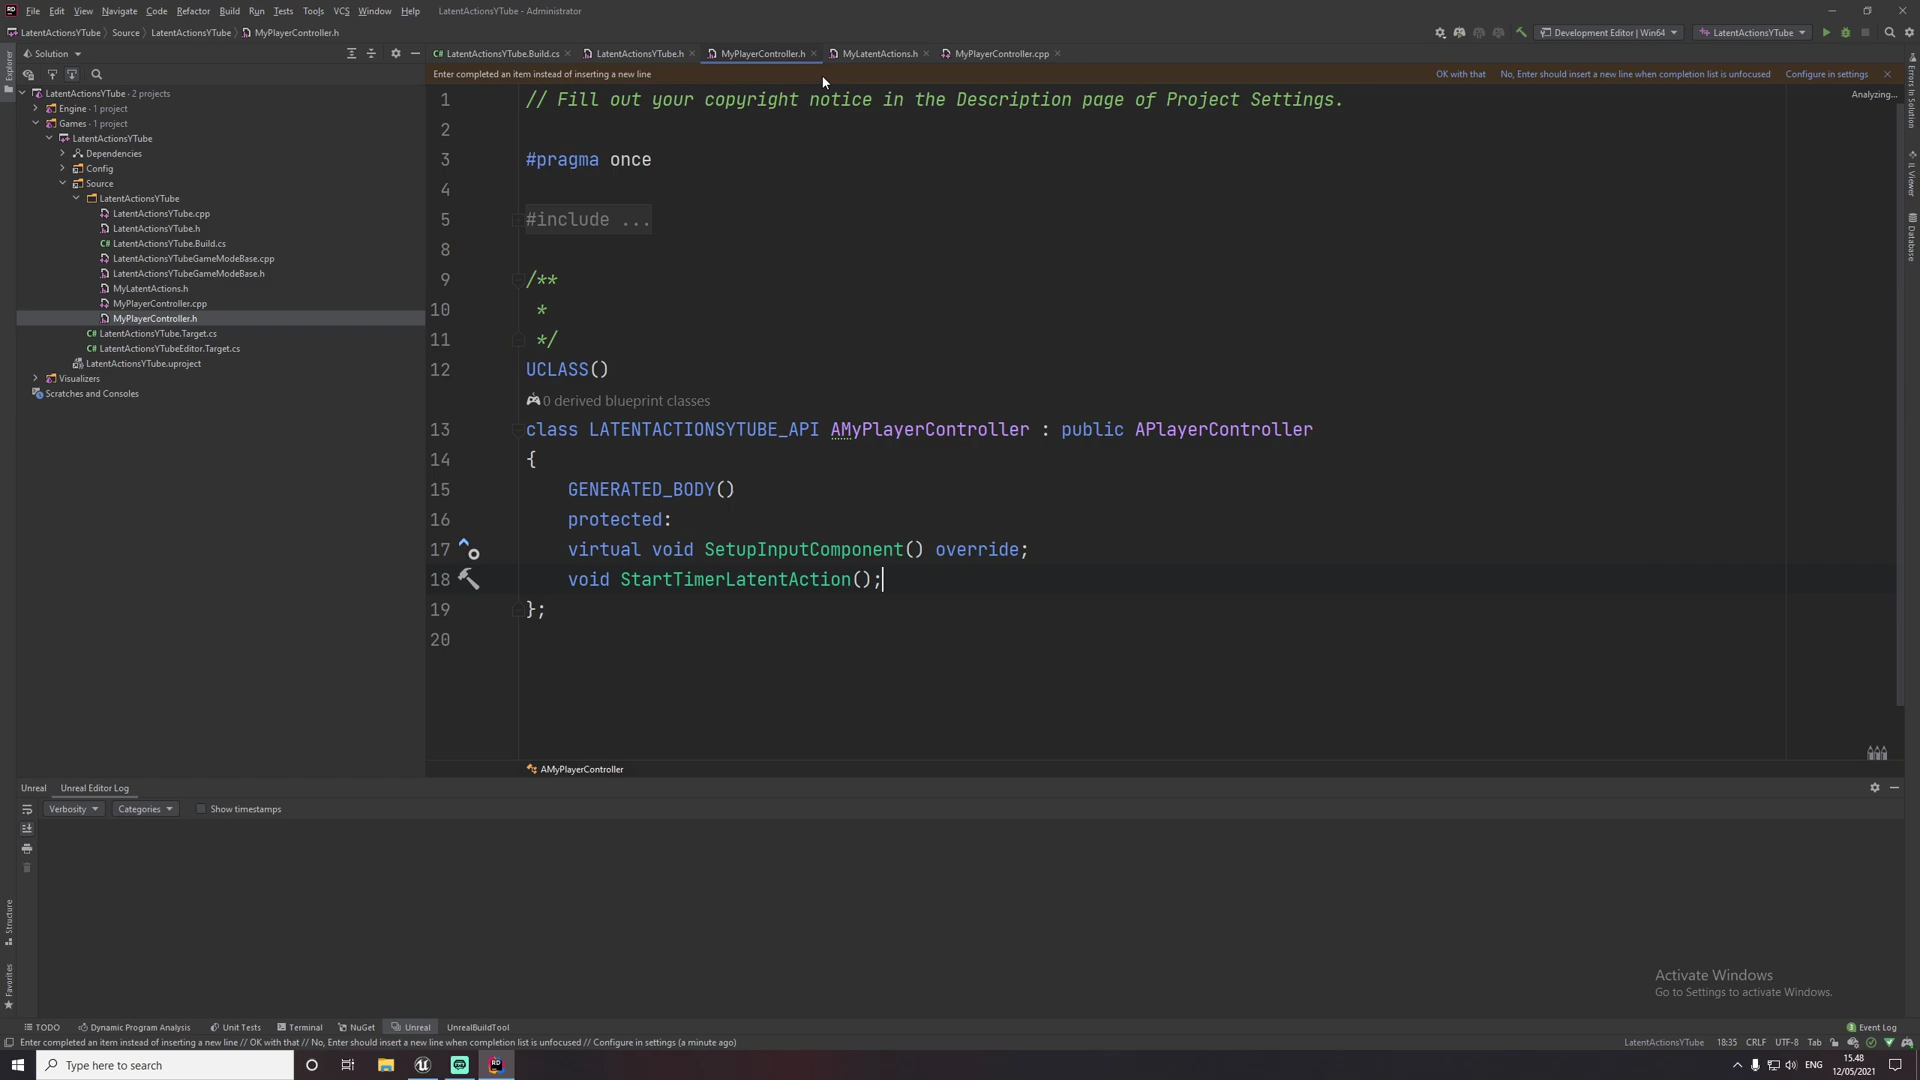 File Edit View Navigate Code Refactor Build Run Tests Tools VCS Window Help LatentActionsYTube - Administrator
LatentActionsYTube Source LatentActionsYTube MyPlayerController.h Development Editor | Win64 LatentActionsYTube
Solution LatentActionsYTube.Build.cs LatentActionsYTube.h MyPlayerController.h MyLatentActions.h MyPlayerController.cpp
Enter completed an item instead of inserting a new line OK with that No, Enter should insert a new line when completion list is unfocused Configure in settings
Analyzing...
Explorer
LatentActionsYTube · 2 projects
Engine · 1 project
Games · 1 project
LatentActionsYTube
Dependencies
Config
Source
LatentActionsYTube
LatentActionsYTube.cpp
LatentActionsYTube.h
LatentActionsYTube.Build.cs
LatentActionsYTubeGameModeBase.cpp
LatentActionsYTubeGameModeBase.h
MyLatentActions.h
MyPlayerController.cpp
MyPlayerController.h
LatentActionsYTube.Target.cs
LatentActionsYTubeEditor.Target.cs
LatentActionsYTube.uproject
Visualizers
Scratches and Consoles
1 // Fill out your copyright notice in the Description page of Project Settings.
2
3 #pragma once
4
5 #include ...
8
9 /**
10 *
11 */
12 UCLASS()
0 derived blueprint classes
13 class LATENTACTIONSYTUBE_API AMyPlayerController : public APlayerController
14 {
15 GENERATED_BODY()
16 protected:
17 virtual void SetupInputComponent() override;
18 void StartTimerLatentAction();
19 };
20
AMyPlayerController
Errors In Solution
IL Viewer
Database
Unreal Unreal Editor Log
Verbosity Categories Show timestamps
Structure
Favorites
Activate Windows
Go to Settings to activate Windows.
TODO Dynamic Program Analysis Unit Tests Terminal NuGet Unreal UnrealBuildTool 3 Event Log
Enter completed an item instead of inserting a new line // OK with that // No, Enter should insert a new line when completion list is unfocused // Configure in settings (a minute ago) LatentActionsYTube 18:35 CRLF UTF-8 Tab
Type here to search RD ENG 15.48
12/05/2021